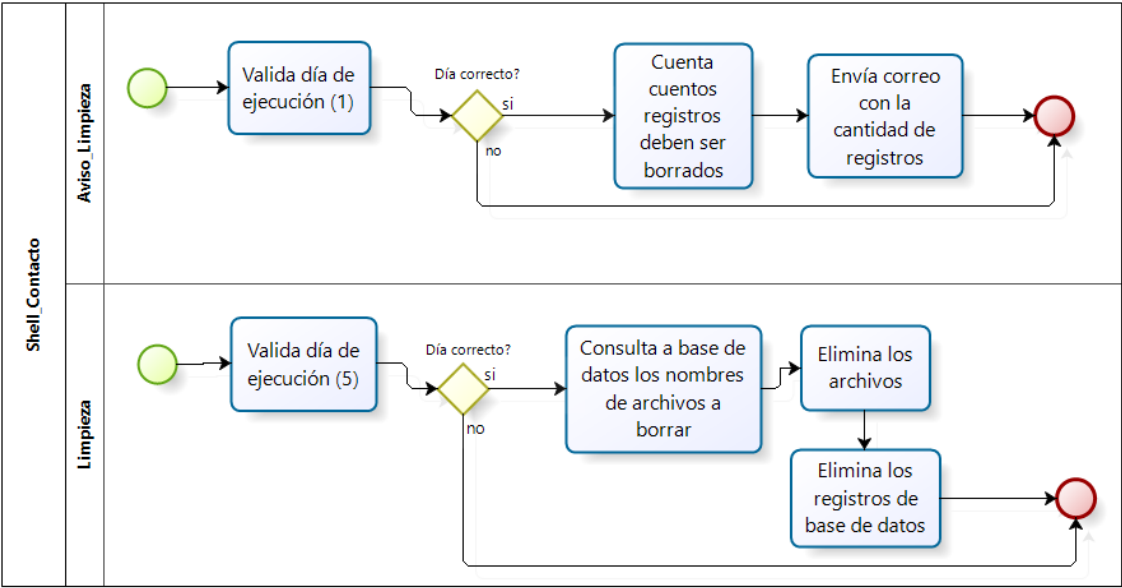 Shell_Contacto
Aviso_Limpieza
Valida día de
ejecución (1)
Día correcto?
si
no
Cuenta
cuentos
registros
deben ser
borrados
Envía correo
con la
cantidad de
registros
Limpieza
Valida día de
ejecución (5)
Día correcto?
si
no
Consulta a base de
datos los nombres
de archivos a
borrar
Elimina los
archivos
Elimina los
registros de
base de datos